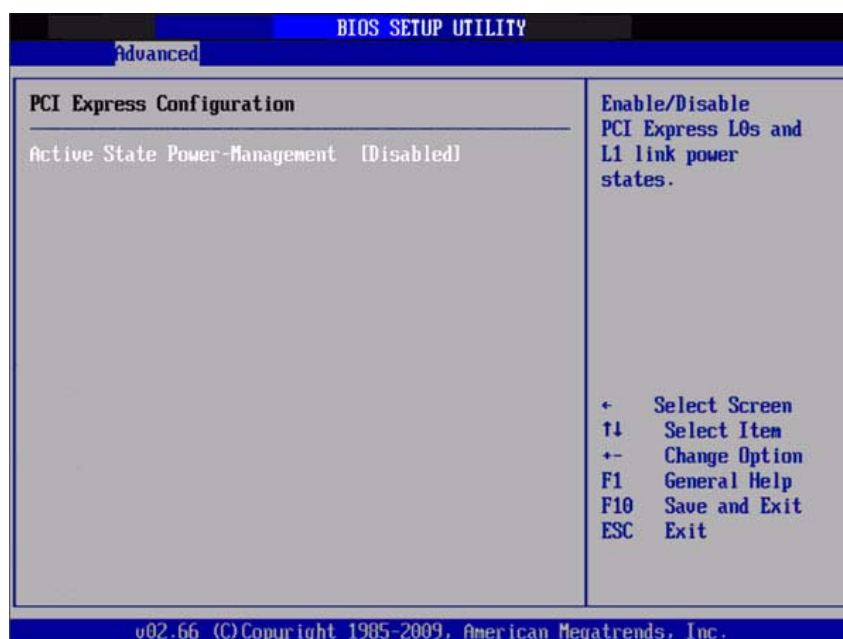 BIOS SETUP UTILITY
Advanced
PCI Express Configuration
Active State Power-Management [Disabled]
Enable/Disable
PCI Express L0s and
L1 link power
states.
← Select Screen
↑↓ Select Item
+- Change Option
F1 General Help
F10 Save and Exit
ESC Exit
v02.66 (C)Copyright 1985-2009, American Megatrends, Inc.